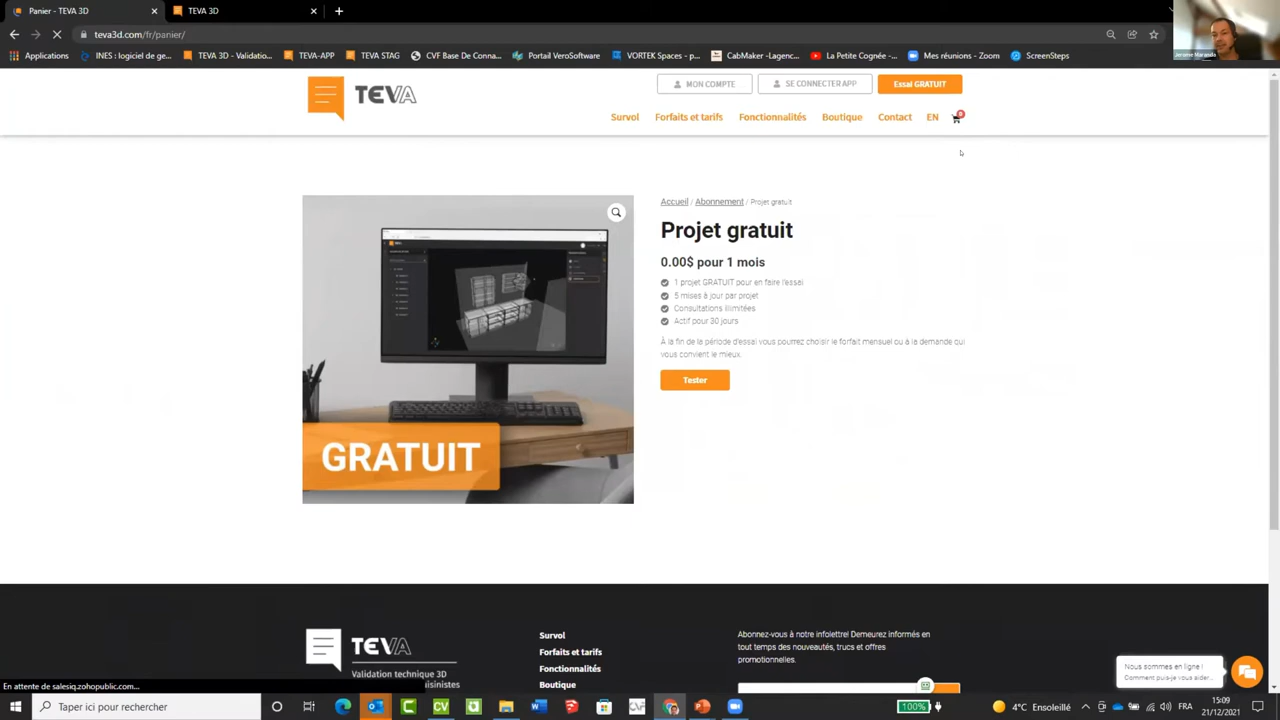 Panier - TEVA 3D
TEVA 3D
teva3d.com/fr/panier/
Applications
INES : logiciel de ge...
TEVA 3D - Validatio...
TEVA-APP
TEVA STAG
CVF Base De Conna...
Portail VeroSoftware
VORTEK Spaces - p...
CabMaker -Lagenc...
La Petite Cognée -...
Mes réunions - Zoom
ScreenSteps
Jerome Maranda
TEVA
MON COMPTE
SE CONNECTER APP
Essai GRATUIT
Survol
Forfaits et tarifs
Fonctionnalités
Boutique
Contact
EN
0
Accueil / Abonnement / Projet gratuit
Projet gratuit
0.00$ pour 1 mois
1 projet GRATUIT pour en faire l'essai
5 mises à jour par projet
Consultations Illimitées
Actif pour 30 jours
À la fin de la période d'essai vous pourrez choisir le forfait mensuel ou à la demande qui
vous convient le mieux.
Tester
GRATUIT
TEVA
Validation technique 3D
Survol
Forfaits et tarifs
Fonctionnalités
Boutique
Abonnez-vous à notre infolettre! Demeurez informés en
tout temps des nouveautés, trucs et offres
promotionnelles.
Nous sommes en ligne !
Comment puis-je vous aider...
En attente de salesiq.zohopublic.com...
Taper ici pour rechercher
100%
4°C Ensoleillé
FRA
15:09
21/12/2021